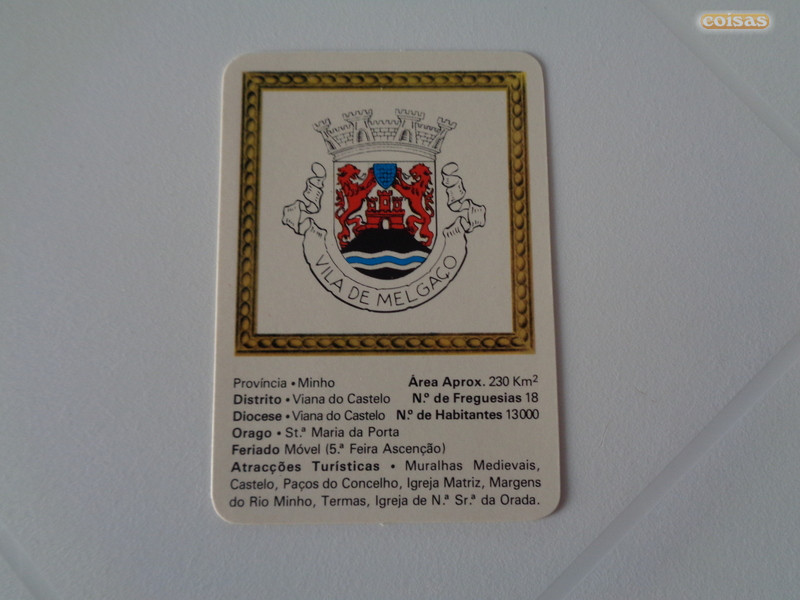 coisas
VILA DE MELGAÇO
Província • Minho Área Aprox. 230 Km²
Distrito • Viana do Castelo N.º de Freguesias 18
Diocese • Viana do Castelo N.º de Habitantes 13000
Orago • St.ª Maria da Porta
Feriado Móvel (5.ª Feira Ascenção)
Atracções Turísticas • Muralhas Medievais,
Castelo, Paços do Concelho, Igreja Matriz, Margens
do Rio Minho, Termas, Igreja de N.ª Sr.ª da Orada.